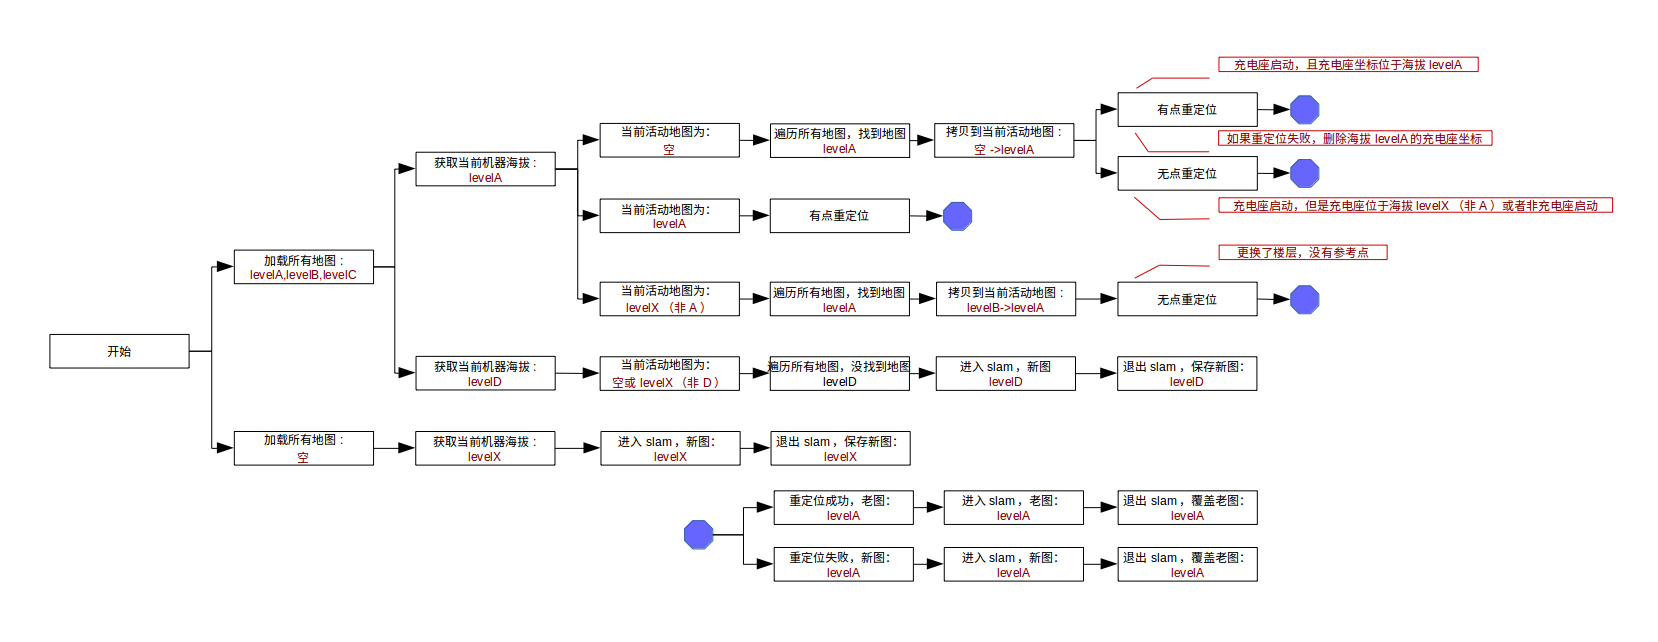 充电座启动，且充电座坐标位于海拔 levelA
有点重定位
如果重定位失败，删除海拔 levelA 的充电座坐标
无点重定位
充电座启动，但是充电座位于海拔 levelX （非 A ）或者非充电座启动
当前活动地图为：
空
遍历所有地图，找到地图
levelA
拷贝到当前活动地图：
空 ->levelA
获取当前机器海拔：
levelA
当前活动地图为：
levelA
有点重定位
更换了楼层，没有参考点
加载所有地图：
levelA,levelB,levelC
当前活动地图为：
levelX （非 A ）
遍历所有地图，找到地图
levelA
拷贝到当前活动地图：
levelB->levelA
无点重定位
开始
获取当前机器海拔：
levelD
当前活动地图为：
空或 levelX （非 D ）
遍历所有地图，没找到地图
levelD
进入 slam ，新图
levelD
退出 slam ，保存新图：
levelD
加载所有地图：
空
获取当前机器海拔：
levelX
进入 slam ，新图：
levelX
退出 slam ，保存新图：
levelX
重定位成功，老图：
levelA
进入 slam ，老图：
levelA
退出 slam ，覆盖老图：
levelA
重定位失败，新图：
levelA
进入 slam ，新图：
levelA
退出 slam ，覆盖老图：
levelA